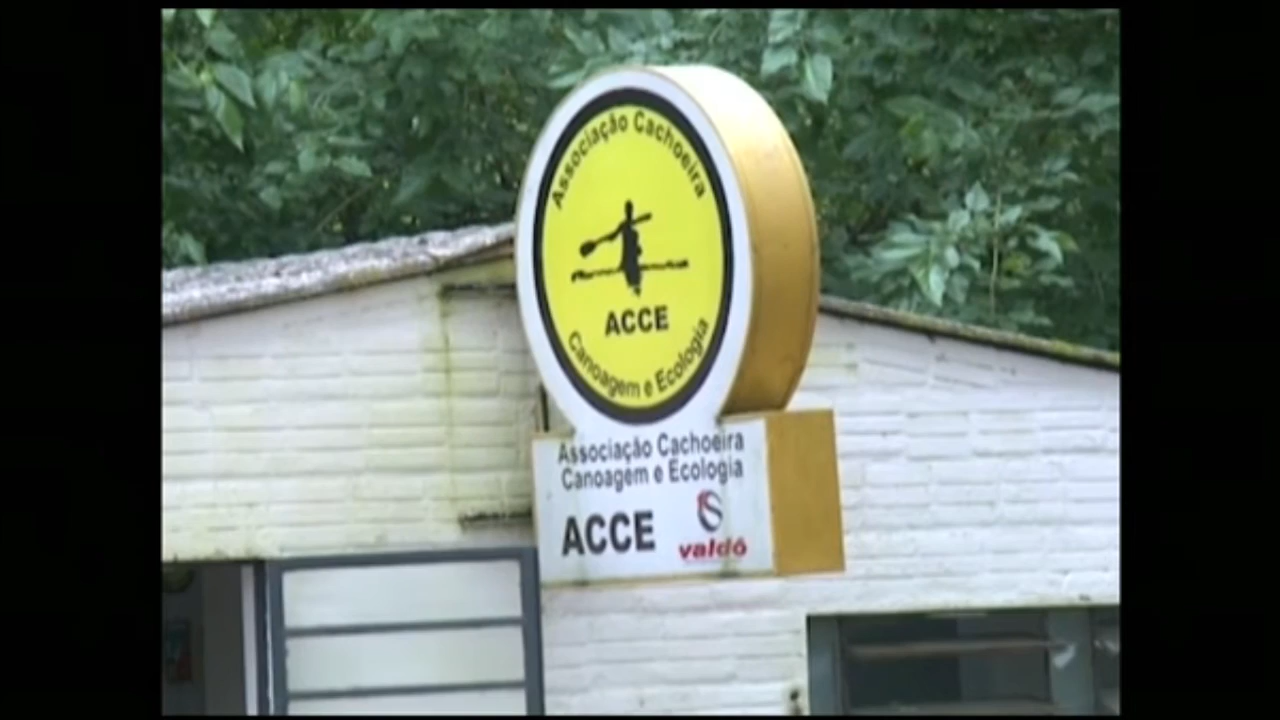 Associação Cachoeira
ACCE
Canoagem e Ecologia
Associação Cachoeira
Canoagem e Ecologia
ACCE
valdô